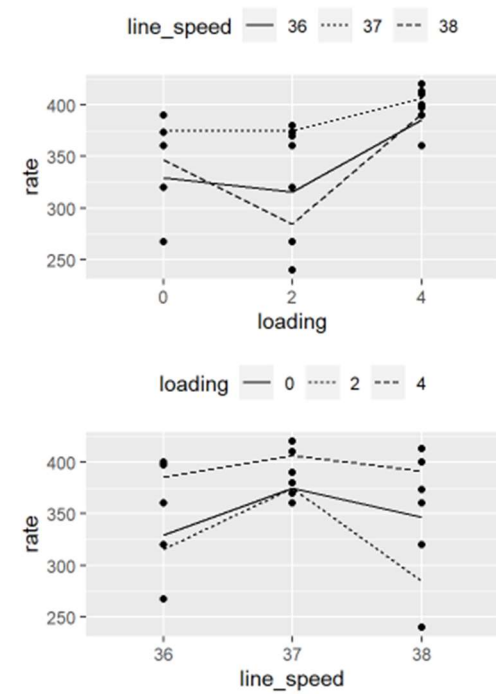 line_speed 36 37 38
400
350
300
250
rate
0 2 4
loading
loading 0 2 4
400
350
300
250
rate
36 37 38
line_speed